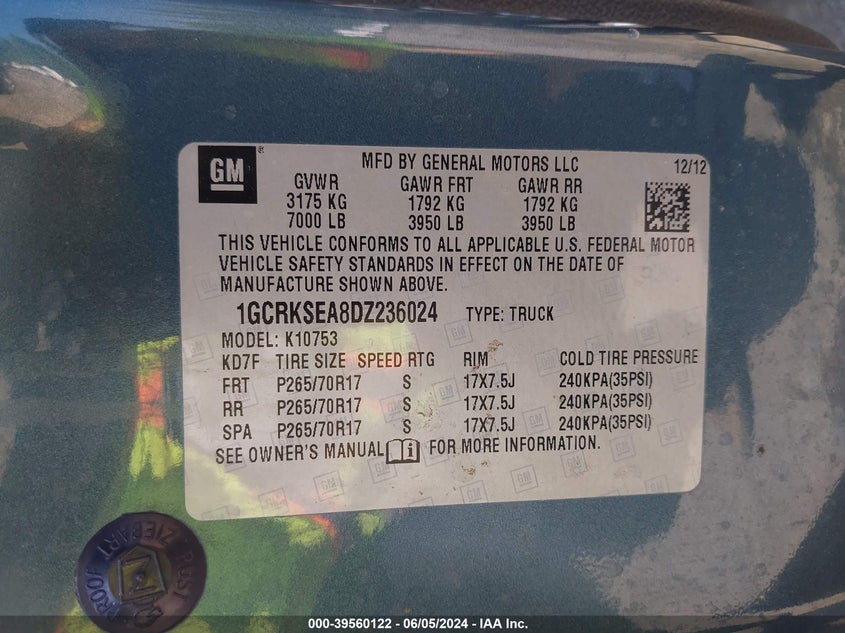 GM
MFD BY GENERAL MOTORS LLC 12/12
GVWR GAWR FRT GAWR RR
3175 KG 1792 KG 1792 KG
7000 LB 3950 LB 3950 LB
THIS VEHICLE CONFORMS TO ALL APPLICABLE U.S. FEDERAL MOTOR
VEHICLE SAFETY STANDARDS IN EFFECT ON THE DATE OF
MANUFACTURE SHOWN ABOVE.
1GCRKSEA8DZ236024 TYPE: TRUCK
MODEL: K10753
KD7F TIRE SIZE SPEED RTG RIM COLD TIRE PRESSURE
FRT P265/70R17 S 17X7.5J 240KPA(35PSI)
RR P265/70R17 S 17X7.5J 240KPA(35PSI)
SPA P265/70R17 S 17X7.5J 240KPA(35PSI)
SEE OWNER'S MANUAL FOR MORE INFORMATION.
ZIEBART RUST PROOF
000-39560122 - 06/05/2024 - IAA Inc.